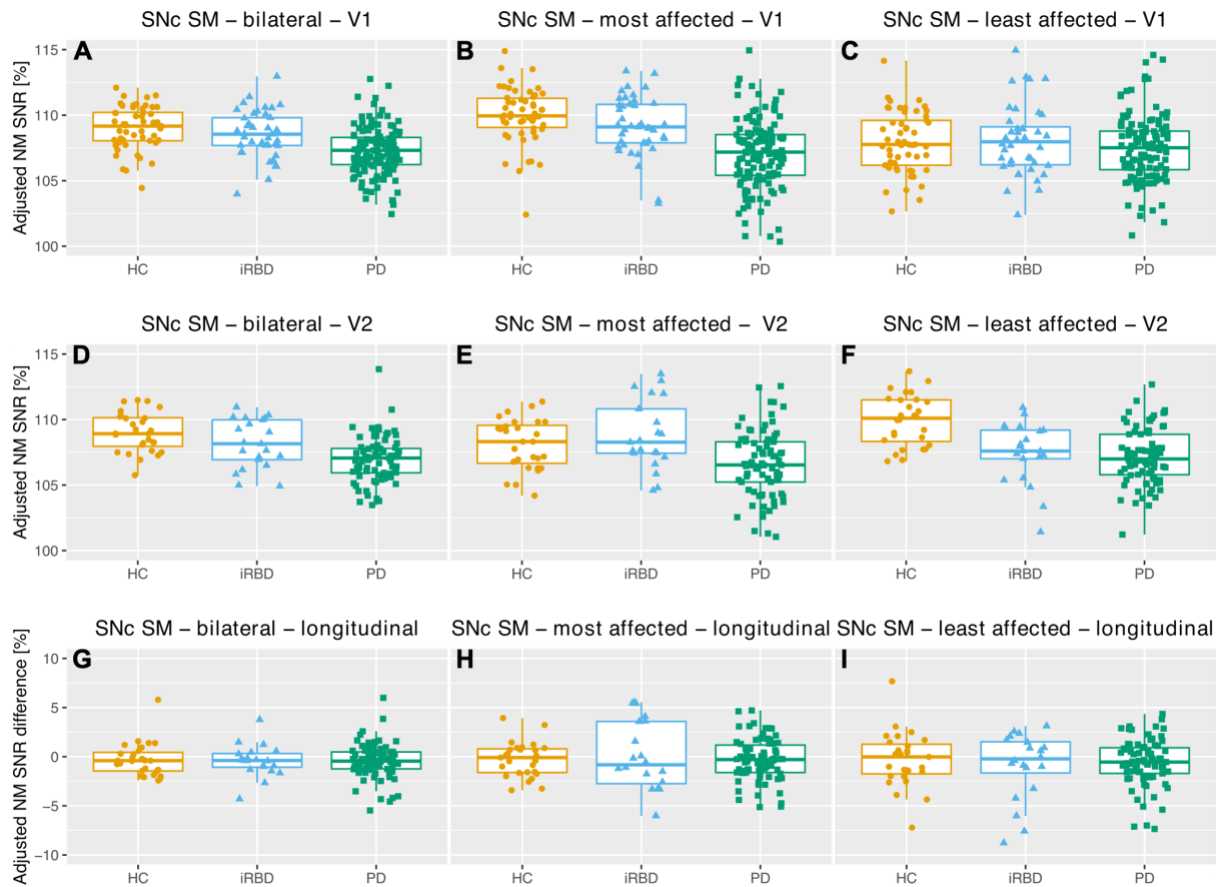 SNc SM – bilateral – V1
SNc SM – most affected – V1
SNc SM – least affected – V1
A
B
C
Adjusted NM SNR [%]
115
110
105
100
HC
iRBD
PD
HC
iRBD
PD
HC
iRBD
PD
SNc SM – bilateral – V2
SNc SM – most affected – V2
SNc SM – least affected – V2
D
E
F
Adjusted NM SNR [%]
115
110
105
100
HC
iRBD
PD
HC
iRBD
PD
HC
iRBD
PD
SNc SM – bilateral – longitudinal
SNc SM – most affected – longitudinal
SNc SM – least affected – longitudinal
G
H
I
Adjusted NM SNR difference [%]
10
5
0
−5
−10
HC
iRBD
PD
HC
iRBD
PD
HC
iRBD
PD